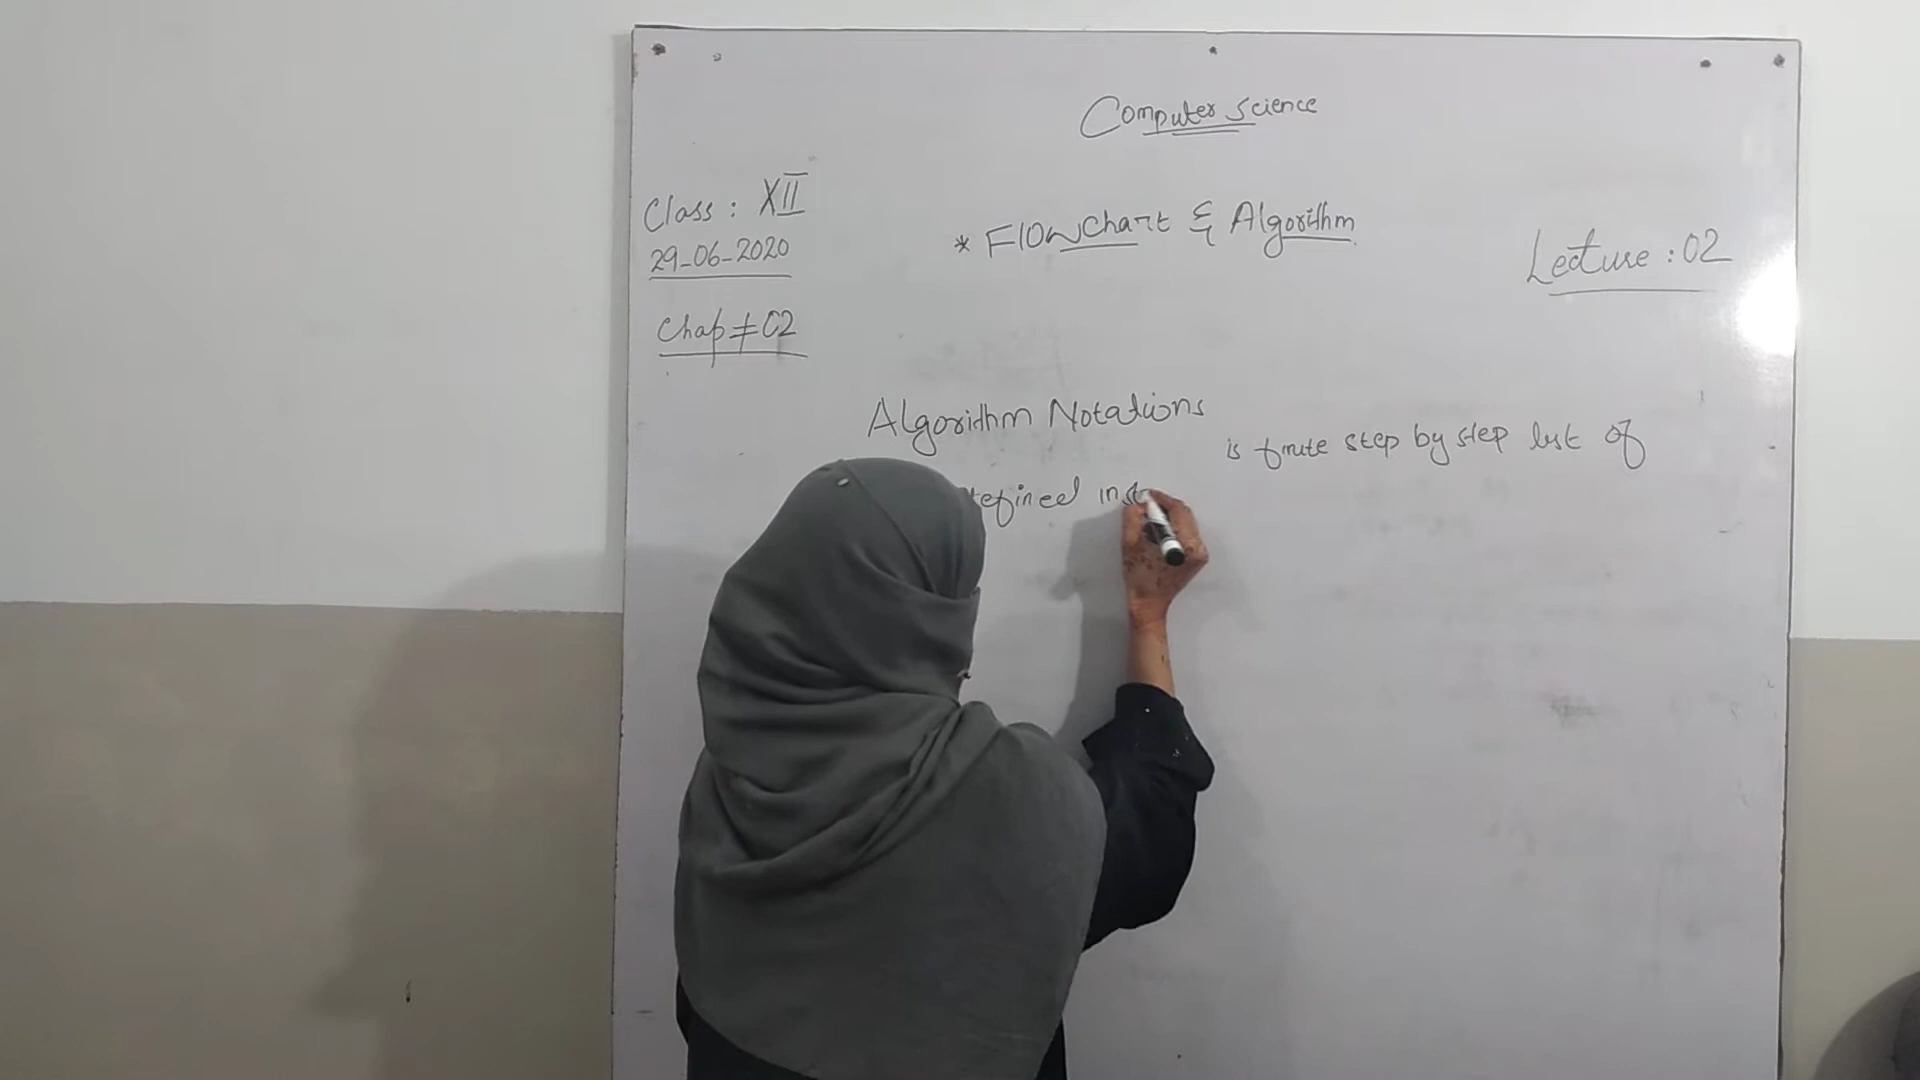 Computer Science
Class: XII
* Flowchart & Algorithm
29-06-2020
Lecture: 02
Chap # 02
Algorithm Notations
is finite step by step list of
defined inst